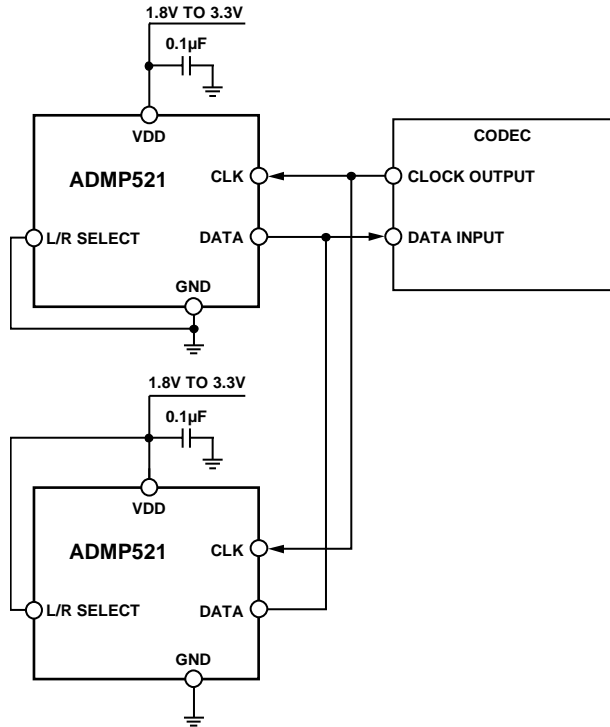 1.8V TO 3.3V
0.1µF
VDD
ADMP521
CLK
L/R SELECT
DATA
GND
CODEC
CLOCK OUTPUT
DATA INPUT
1.8V TO 3.3V
0.1µF
VDD
ADMP521
CLK
L/R SELECT
DATA
GND